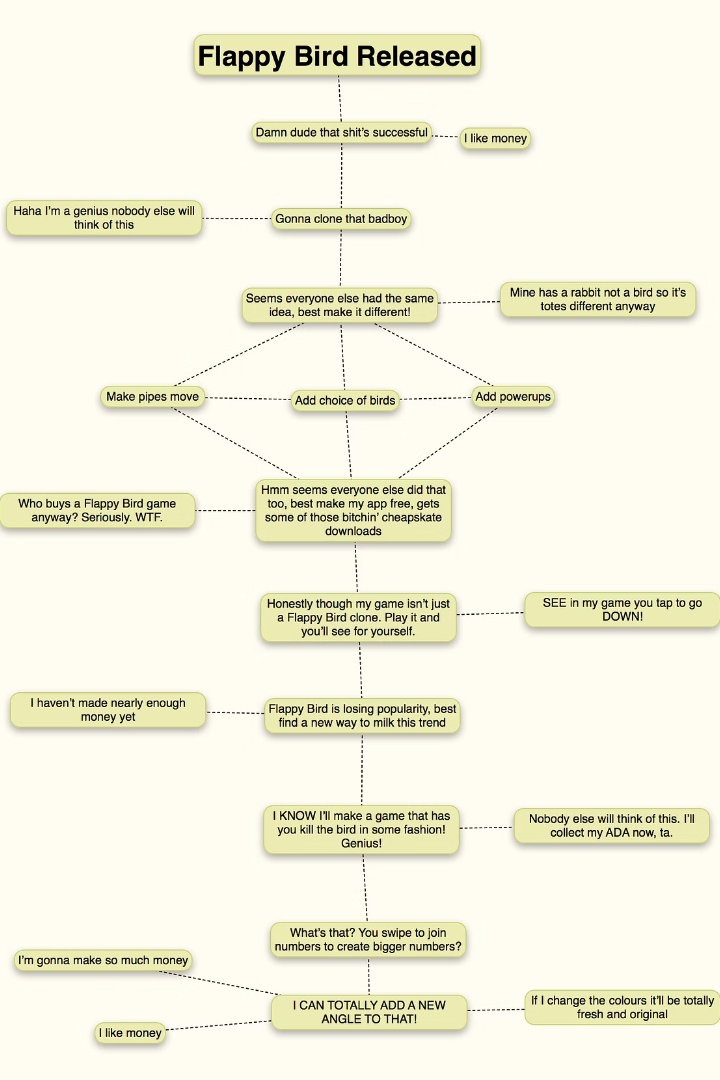 Flappy Bird Released
Damn dude that shit's successful
I like money
Haha I'm a genius nobody else will
think of this
Gonna clone that badboy
Seems everyone else had the same
idea, best make it different!
Mine has a rabbit not a bird so it's
totes different anyway
Make pipes move
Add choice of birds
Add powerups
Who buys a Flappy Bird game
anyway? Seriously. WTF.
Hmm seems everyone else did that
too, best make my app free, gets
some of those bitchin' cheapskate
downloads
Honestly though my game isn't just
a Flappy Bird clone. Play it and
you'll see for yourself.
SEE in my game you tap to go
DOWN!
I haven't made nearly enough
money yet
Flappy Bird is losing popularity, best
find a new way to milk this trend
I KNOW I'll make a game that has
you kill the bird in some fashion!
Genius!
Nobody else will think of this. I'll
collect my ADA now, ta.
What's that? You swipe to join
numbers to create bigger numbers?
I'm gonna make so much money
I CAN TOTALLY ADD A NEW
ANGLE TO THAT!
If I change the colours it'll be totally
fresh and original
I like money